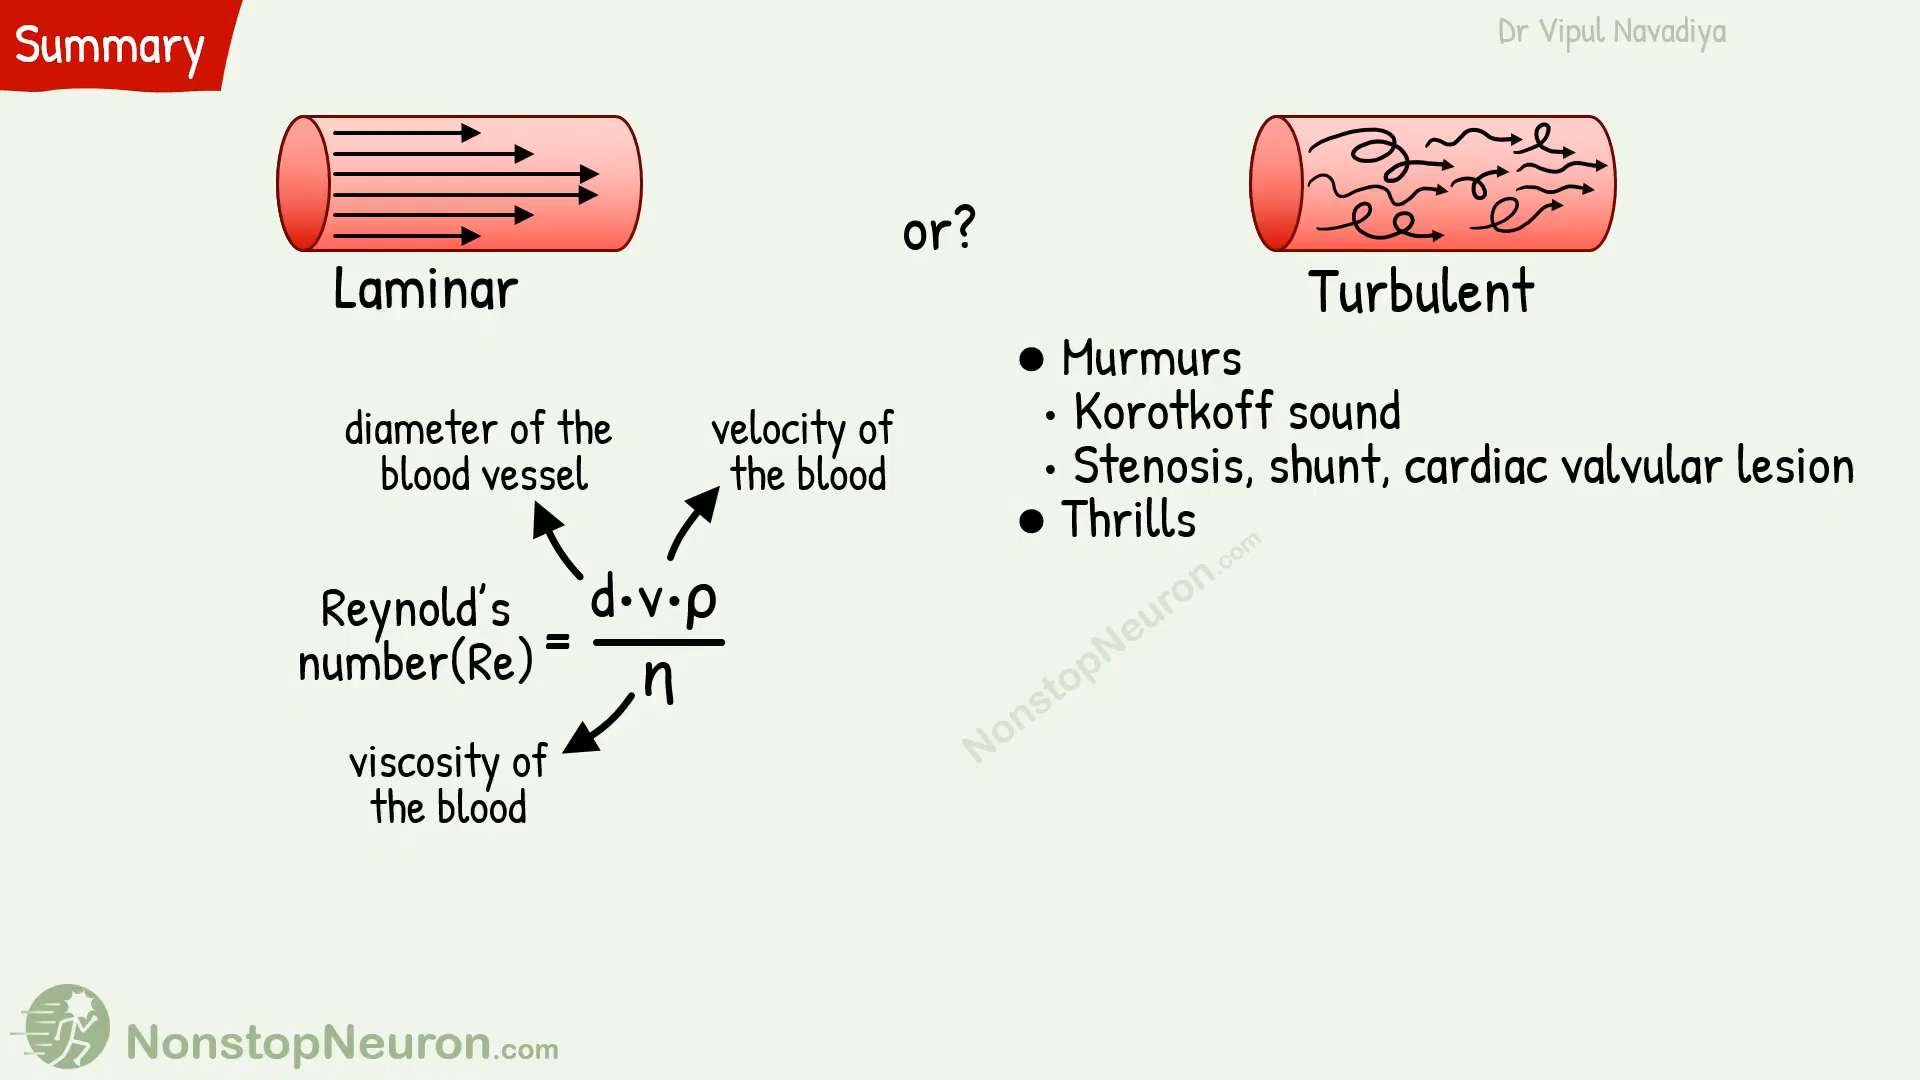 Summary
Dr Vipul Navadiya
or?
Laminar
Turbulent
• Murmurs
• Korotkoff sound
• Stenosis, shunt, cardiac valvular lesion
• Thrills
diameter of the
blood vessel
velocity of
the blood
Reynold's
number(Re) = d·v·ρ
η
viscosity of
the blood
NonstopNeuron.com
NonstopNeuron.com